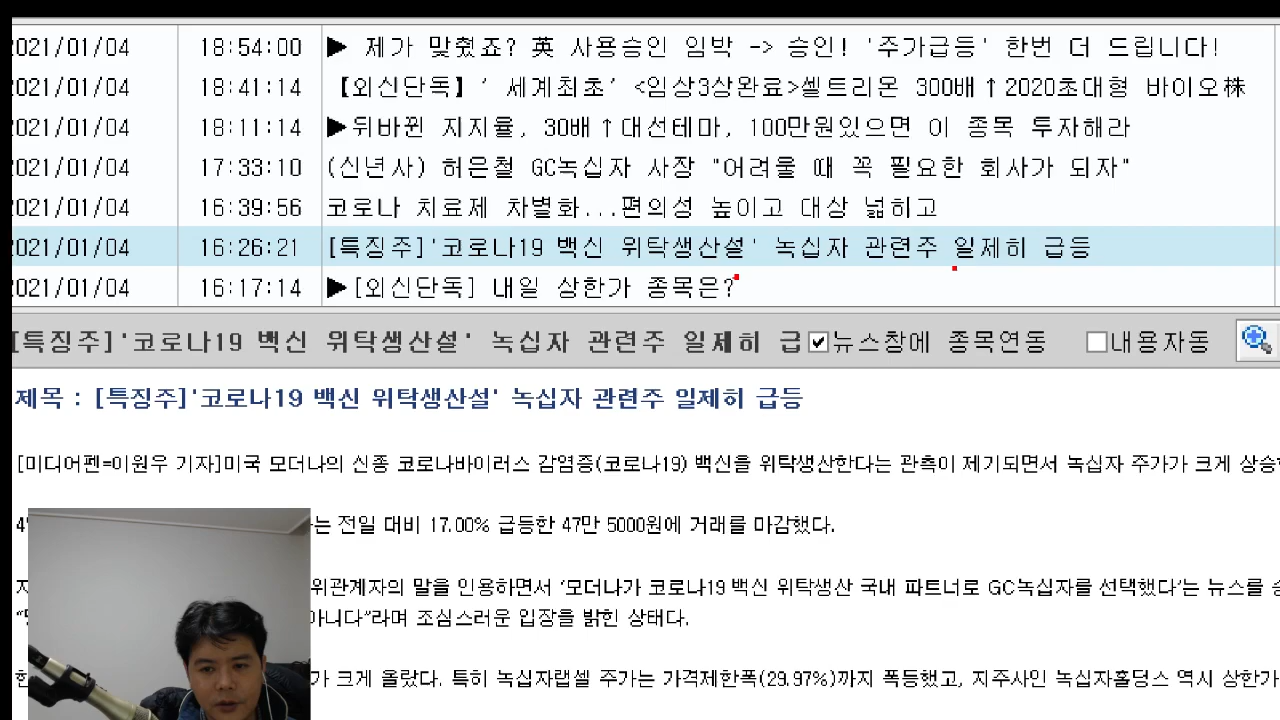 2021/01/04 18:54:00 ▶ 제가 맞췄죠? 英 사용승인 임박 -> 승인! '주가급등' 한번 더 드립니다!
2021/01/04 18:41:14 【외신단독】 ′ 세계최초′ <임상3상완료>셀트리온 300배↑2020초대형 바이오株
2021/01/04 18:11:14 ▶위바뀐 지지율, 30배↑대선테마, 100만원있으면 이 종목 투자해라
2021/01/04 17:33:10 (신년사) 허은철 GC녹십자 사장 "어려울 때 꼭 필요한 회사가 되자"
2021/01/04 16:39:56 코로나 치료제 차별화...편의성 높이고 대상 넓히고
2021/01/04 16:26:21 [특징주]'코로나19 백신 위탁생산설' 녹십자 관련주 일제히 급등
2021/01/04 16:17:14 ▶[외신단독] 내일 상한가 종목은?
[특징주]'코로나19 백신 위탁생산설' 녹십자 관련주 일제히 급 뉴스창에 종목연동 내용자동
제목 : [특징주]'코로나19 백신 위탁생산설' 녹십자 관련주 일제히 급등
[미디어펜=이원우 기자]미국 모더나의 신종 코로나바이러스 감염증(코로나19) 백신을 위탁생산한다는 관측이 제기되면서 녹십자 주가가 크게 상승
는 전일 대비 17.00% 급등한 47만 5000원에 거래를 마감했다.
위관계자의 말을 인용하면서 '모더나가 코로나19 백신 위탁생산 국내 파트너로 GC녹십자를 선택했다'는 뉴스를
아니다"라며 조심스러운 입장을 밝힌 상태다.
가 크게 올랐다. 특히 녹십자랩셀 주가는 가격제한폭(29.97%)까지 폭등했고, 지주사인 녹십자홀딩스 역시 상한가